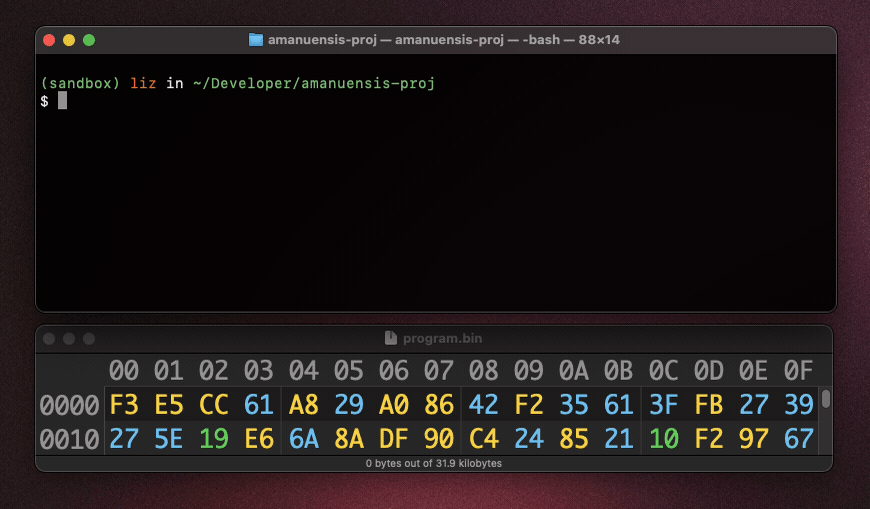 amanuensis-proj — amanuensis-proj — -bash — 88×14
(sandbox) liz in ~/Developer/amanuensis-proj
$
program.bin
00 01 02 03 04 05 06 07 08 09 0A 0B 0C 0D 0E 0F
0000 F3 E5 CC 61 A8 29 A0 86 42 F2 35 61 3F FB 27 39
0010 27 5E 19 E6 6A 8A DF 90 C4 24 85 21 10 F2 97 67
0 bytes out of 31.9 kilobytes